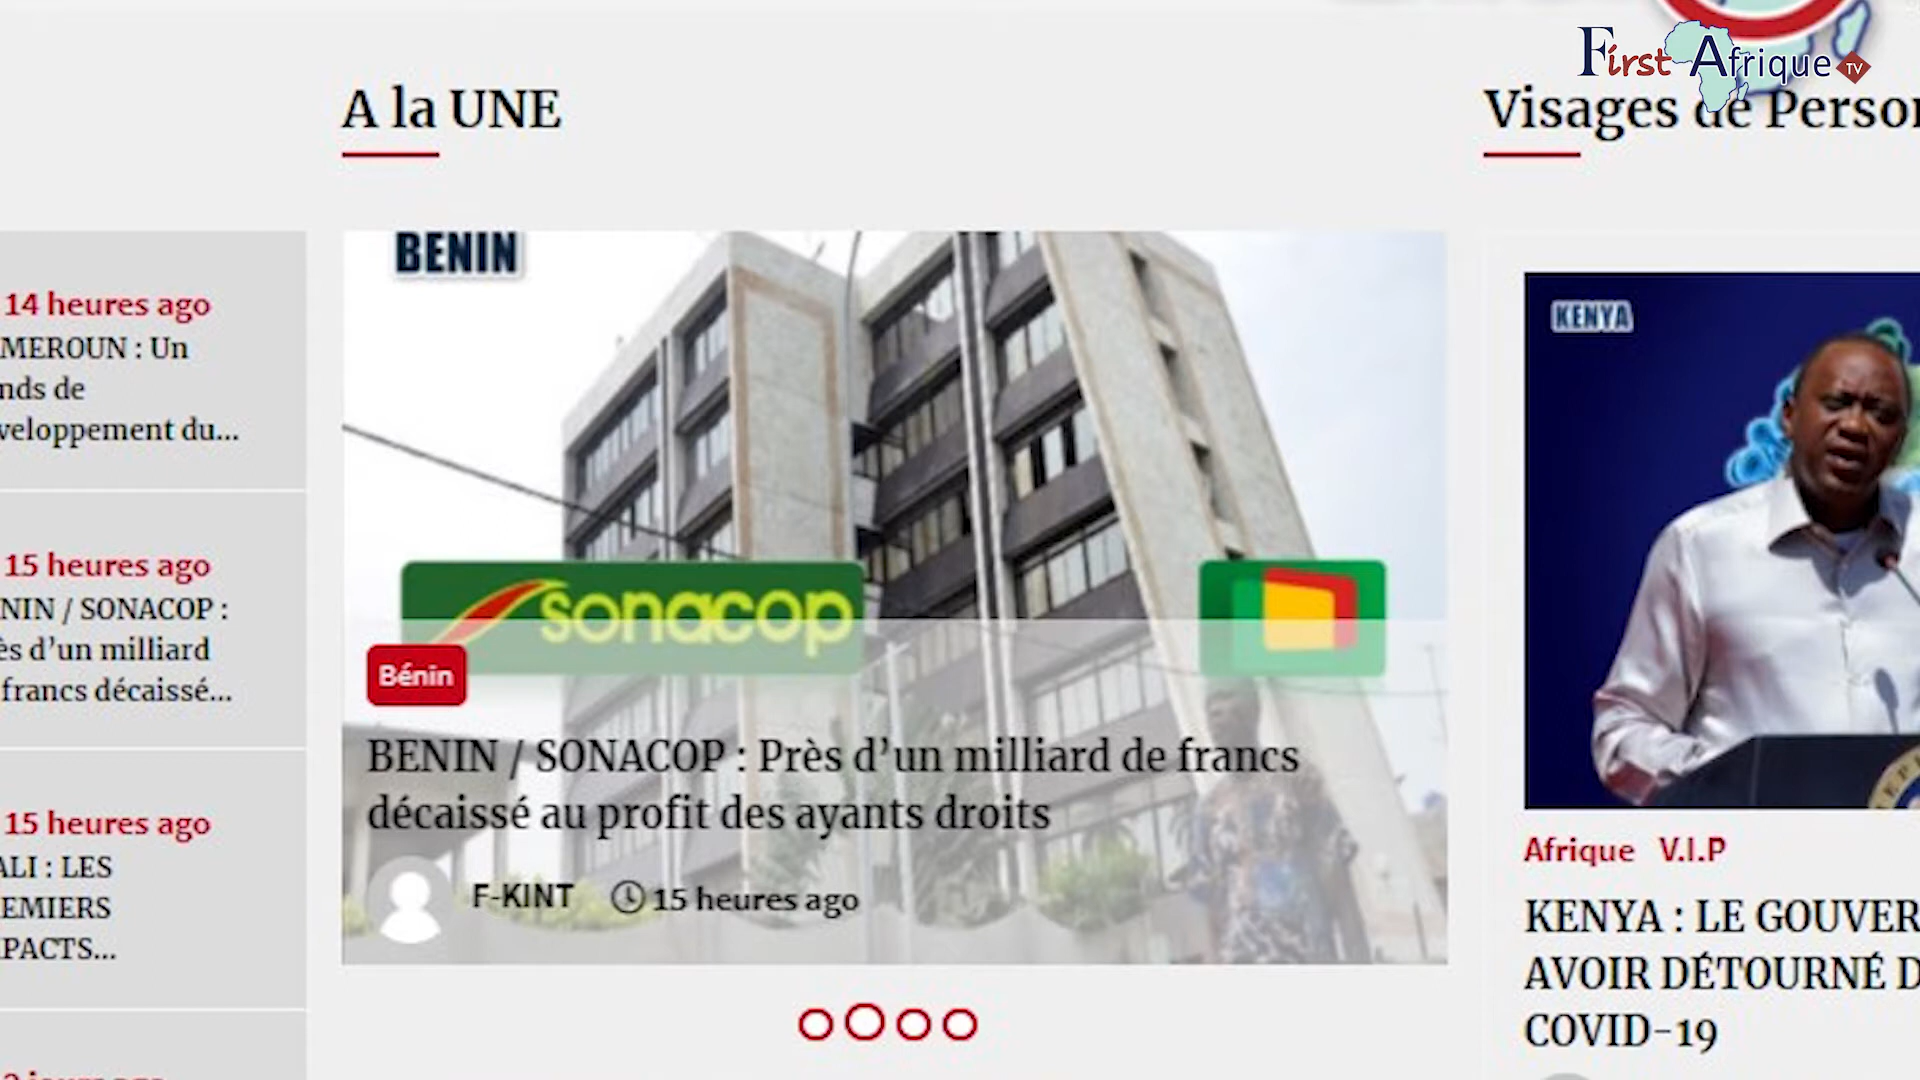 First Afrique TV
A la UNE
Visages de Person
14 heures ago
MEROUN : Un
nds de
veloppement du...
15 heures ago
NIN / SONACOP :
ès d’un milliard
francs décaissé...
15 heures ago
ALI : LES
EMIERS
PACTS...
BENIN
sonacop
Bénin
BENIN / SONACOP : Près d’un milliard de francs
décaissé au profit des ayants droits
F-KINT 15 heures ago
KENYA
Afrique V.I.P
KENYA : LE GOUVER
AVOIR DÉTOURNÉ D
COVID-19